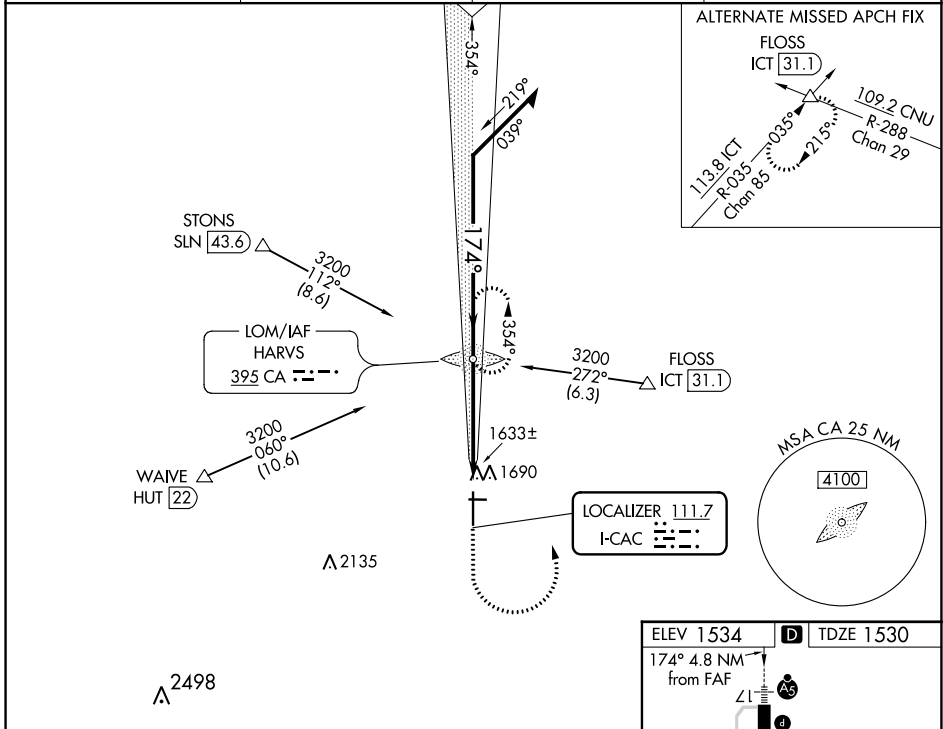 ALTERNATE MISSED APCH FIX
FLOSS
ICT 31.1
109.2 CNU
R-288
Chan 29
035°
215°
113.8 ICT
R-035
Chan 85
354°
219°
039°
174°
STONS
SLN 43.6
3200
112°
(8.6)
LOM/IAF
HARVS
395 CA
354°
3200
272°
(6.3)
FLOSS
ICT 31.1
3200
060°
(10.6)
WAIVE
HUT 22
1633±
1690
MSA CA 25 NM
4100
LOCALIZER 111.7
I-CAC
2135
2498
ELEV 1534
D
TDZE 1530
174° 4.8 NM
from FAF
17
A5
P